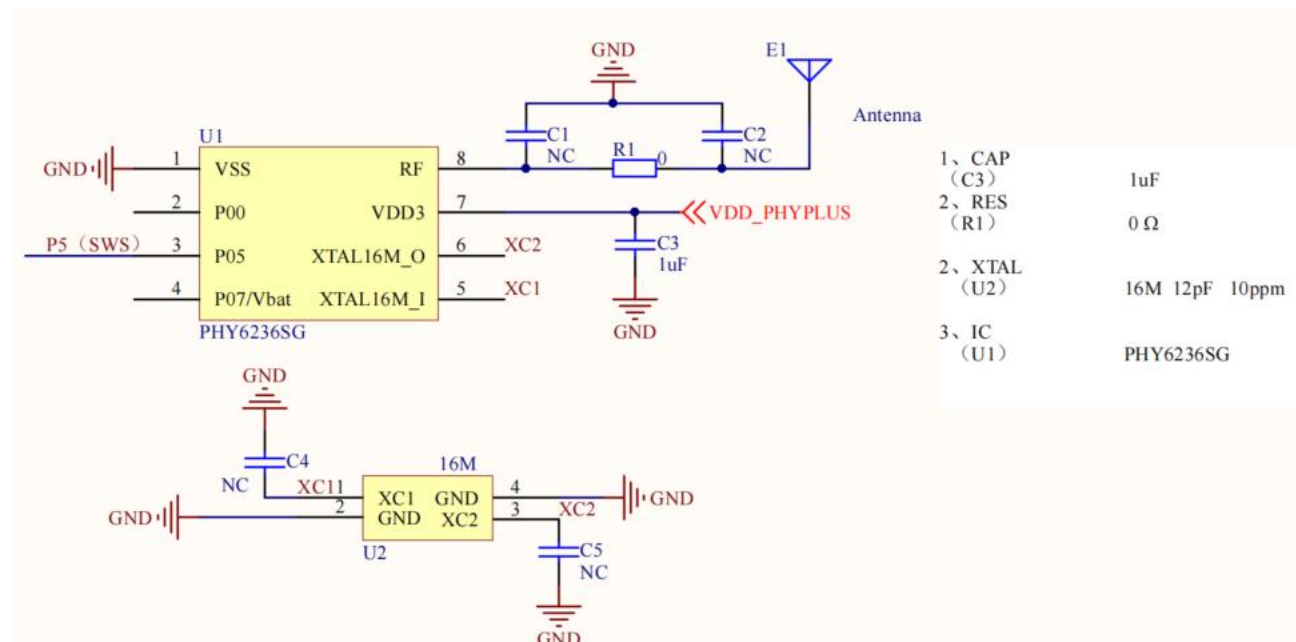 GND
E1
Antenna
U1
C1
NC
R1
0
C2
NC
GND
1
VSS
RF
8
2
P00
VDD3
7
VDD_PHYPLUS
P5（SWS）
3
P05
XTAL16M_O
6
XC2
C3
1uF
4
P07/Vbat
XTAL16M_I
5
XC1
PHY6236SG
GND
1、CAP
（C3） 1uF
2、RES
（R1） 0 Ω
2、XTAL
（U2） 16M 12pF 10ppm
3、IC
（U1） PHY6236SG
GND
C4
NC
16M
XC1
1
XC1
GND
4
GND
GND
2
GND
XC2
3
XC2
U2
C5
NC
GND